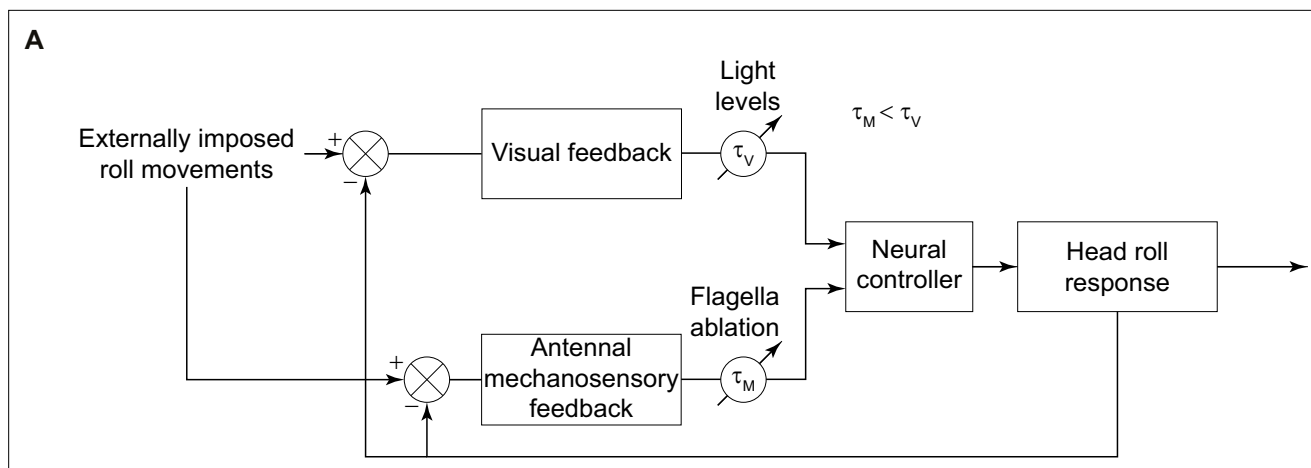 A
Light
levels
τM < τV
Externally imposed
roll movements
+
−
Visual feedback
τV
Neural
controller
Head roll
response
Flagella
ablation
+
−
Antennal
mechanosensory
feedback
τM